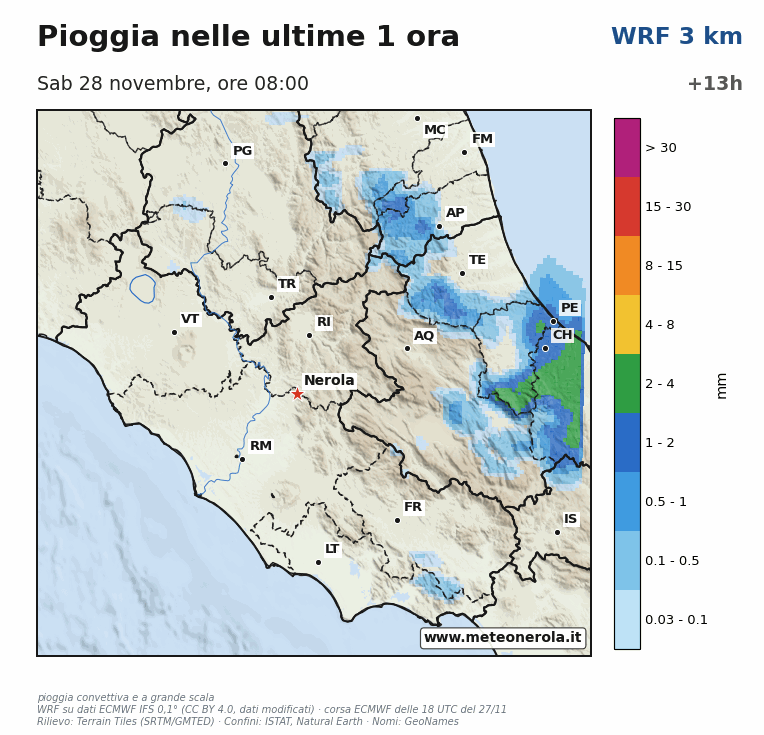 Pioggia nelle ultime 1 ora
WRF 3 km
Sab 28 novembre, ore 08:00
+13h
MC
FM
PG
AP
TE
TR
PE
VT
RI
AQ
CH
Nerola
RM
FR
IS
LT
www.meteonerola.it
> 30
15 - 30
8 - 15
4 - 8
2 - 4
1 - 2
0.5 - 1
0.1 - 0.5
0.03 - 0.1
mm
pioggia convettiva e a grande scala
WRF su dati ECMWF IFS 0,1° (CC BY 4.0, dati modificati) · corsa ECMWF delle 18 UTC del 27/11
Rilievo: Terrain Tiles (SRTM/GMTED) · Confini: ISTAT, Natural Earth · Nomi: GeoNames